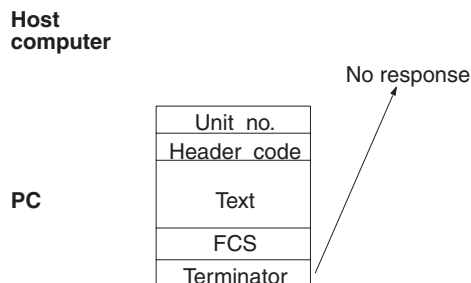 Host
computer
No response
Unit no.
Header code
PC
Text
FCS
Terminator